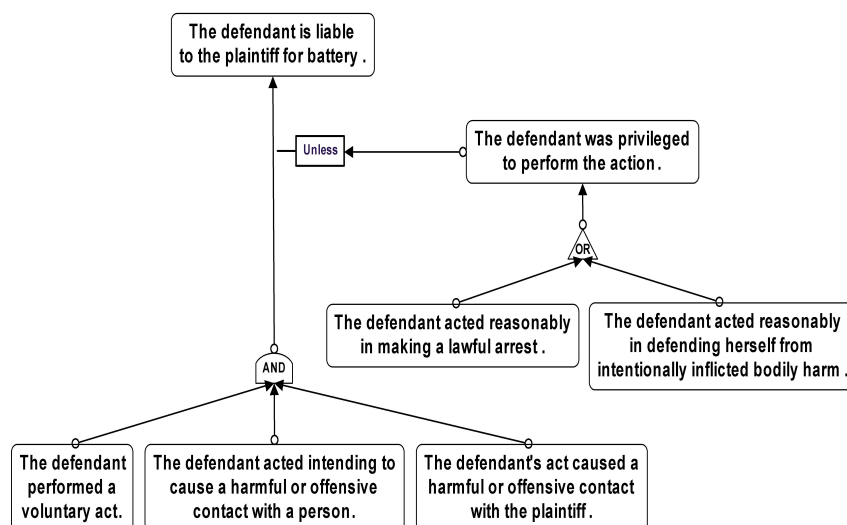 The defendant is liable
to the plaintiff for battery .
Unless
The defendant was privileged
to perform the action .
OR
The defendant acted reasonably
in making a lawful arrest .
The defendant acted reasonably
in defending herself from
intentionally inflicted bodily harm .
AND
The defendant
performed a
voluntary act.
The defendant acted intending to
cause a harmful or offensive
contact with a person .
The defendant's act caused a
harmful or offensive contact
with the plaintiff .